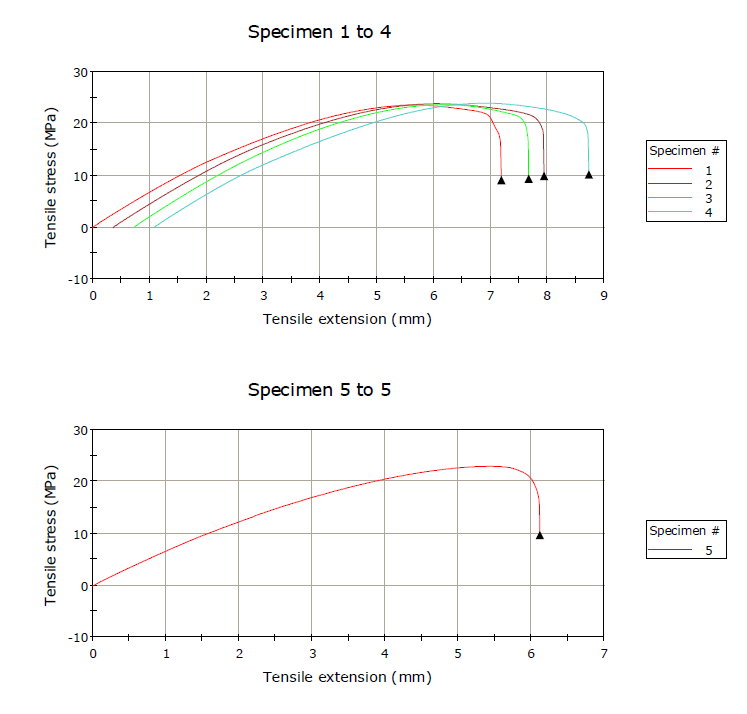 Specimen 1 to 4
Tensile stress (MPa)
30
20
10
0
-10
0 1 2 3 4 5 6 7 8 9
Tensile extension (mm)
Specimen #
1
2
3
4
Specimen 5 to 5
Tensile stress (MPa)
30
20
10
0
-10
0 1 2 3 4 5 6 7
Tensile extension (mm)
Specimen #
5